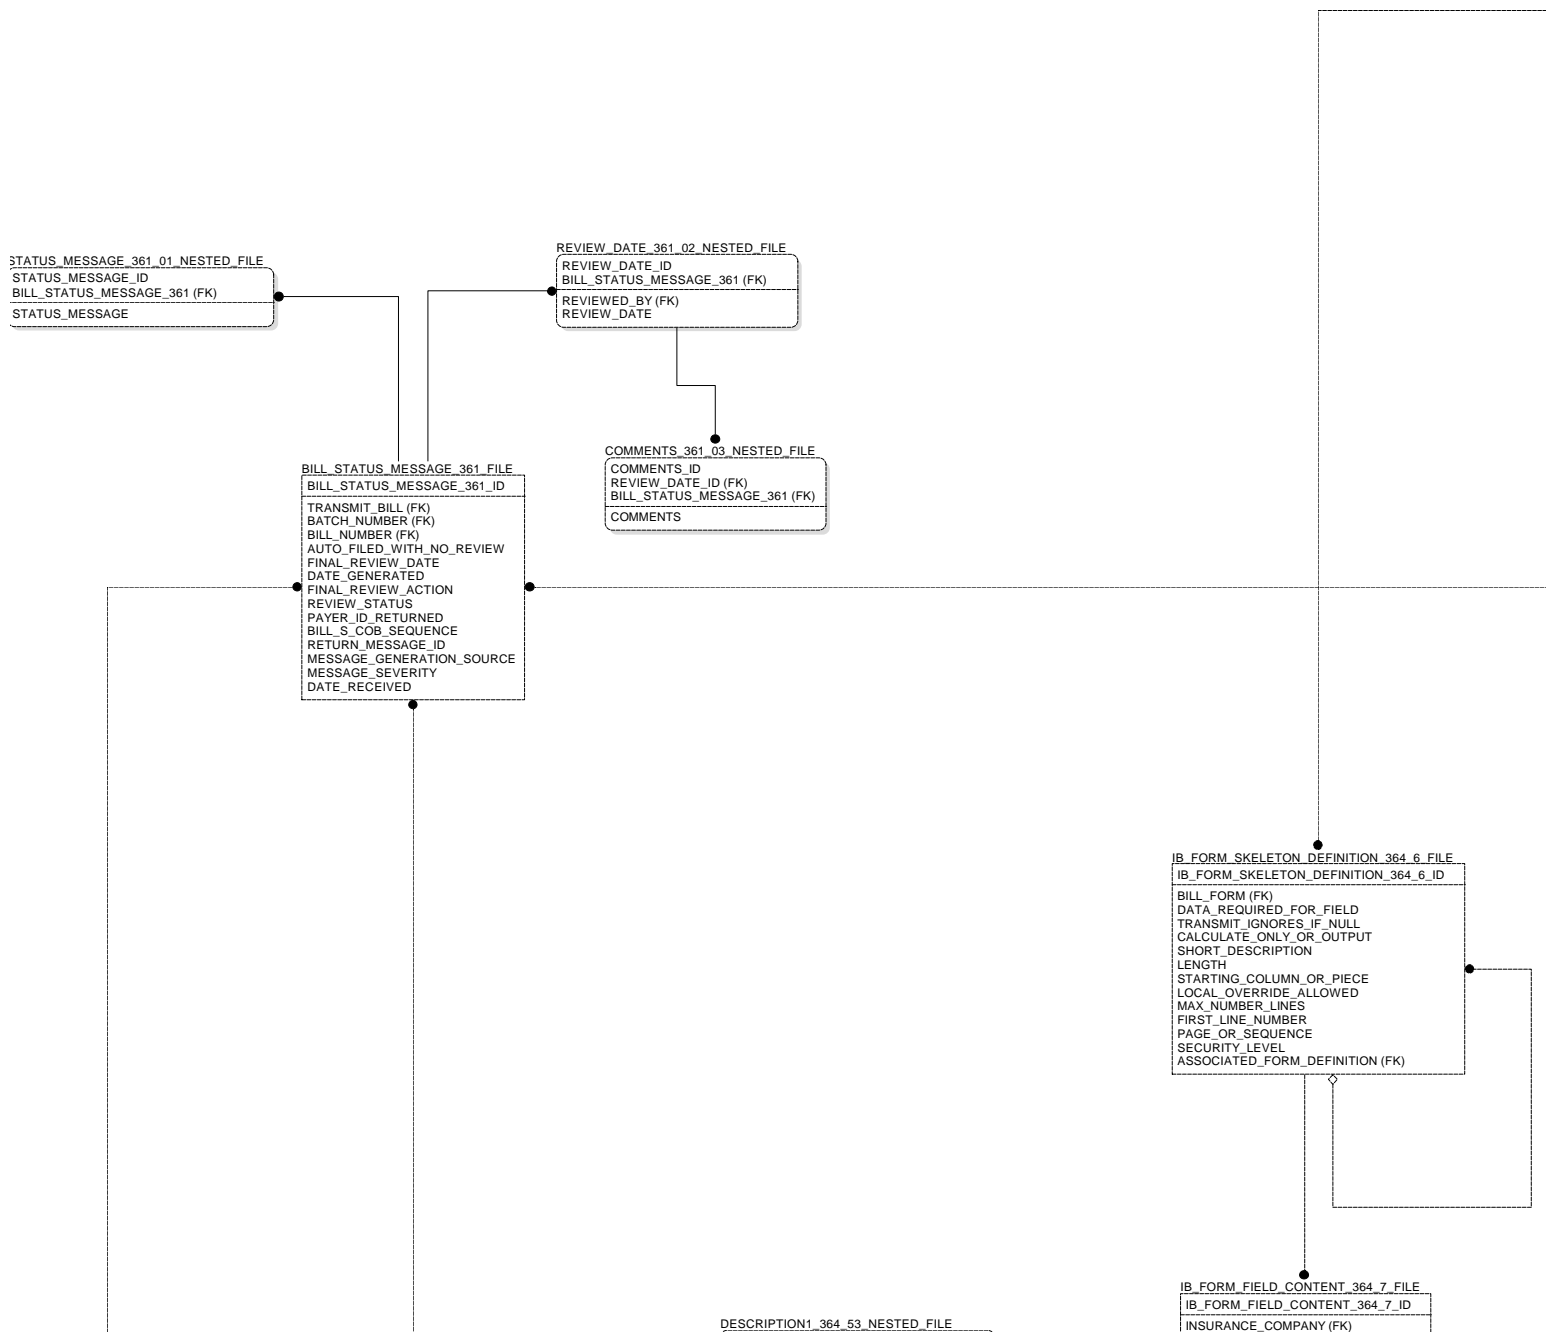 STATUS_MESSAGE_361_01_NESTED_FILE
STATUS_MESSAGE_ID
BILL_STATUS_MESSAGE_361 (FK)
STATUS_MESSAGE
REVIEW_DATE_361_02_NESTED_FILE
REVIEW_DATE_ID
BILL_STATUS_MESSAGE_361 (FK)
REVIEWED_BY (FK)
REVIEW_DATE
COMMENTS_361_03_NESTED_FILE
COMMENTS_ID
REVIEW_DATE_ID (FK)
BILL_STATUS_MESSAGE_361 (FK)
COMMENTS
BILL_STATUS_MESSAGE_361_FILE
BILL_STATUS_MESSAGE_361_ID
TRANSMIT_BILL (FK)
BATCH_NUMBER (FK)
BILL_NUMBER (FK)
AUTO_FILED_WITH_NO_REVIEW
FINAL_REVIEW_DATE
DATE_GENERATED
FINAL_REVIEW_ACTION
REVIEW_STATUS
PAYER_ID_RETURNED
BILL_S_COB_SEQUENCE
RETURN_MESSAGE_ID
MESSAGE_GENERATION_SOURCE
MESSAGE_SEVERITY
DATE_RECEIVED
IB_FORM_SKELETON_DEFINITION_364_6_FILE
IB_FORM_SKELETON_DEFINITION_364_6_ID
BILL_FORM (FK)
DATA_REQUIRED_FOR_FIELD
TRANSMIT_IGNORES_IF_NULL
CALCULATE_ONLY_OR_OUTPUT
SHORT_DESCRIPTION
LENGTH
STARTING_COLUMN_OR_PIECE
LOCAL_OVERRIDE_ALLOWED
MAX_NUMBER_LINES
FIRST_LINE_NUMBER
PAGE_OR_SEQUENCE
SECURITY_LEVEL
ASSOCIATED_FORM_DEFINITION (FK)
IB_FORM_FIELD_CONTENT_364_7_FILE
IB_FORM_FIELD_CONTENT_364_7_ID
INSURANCE_COMPANY (FK)
DESCRIPTION1_364_53_NESTED_FILE